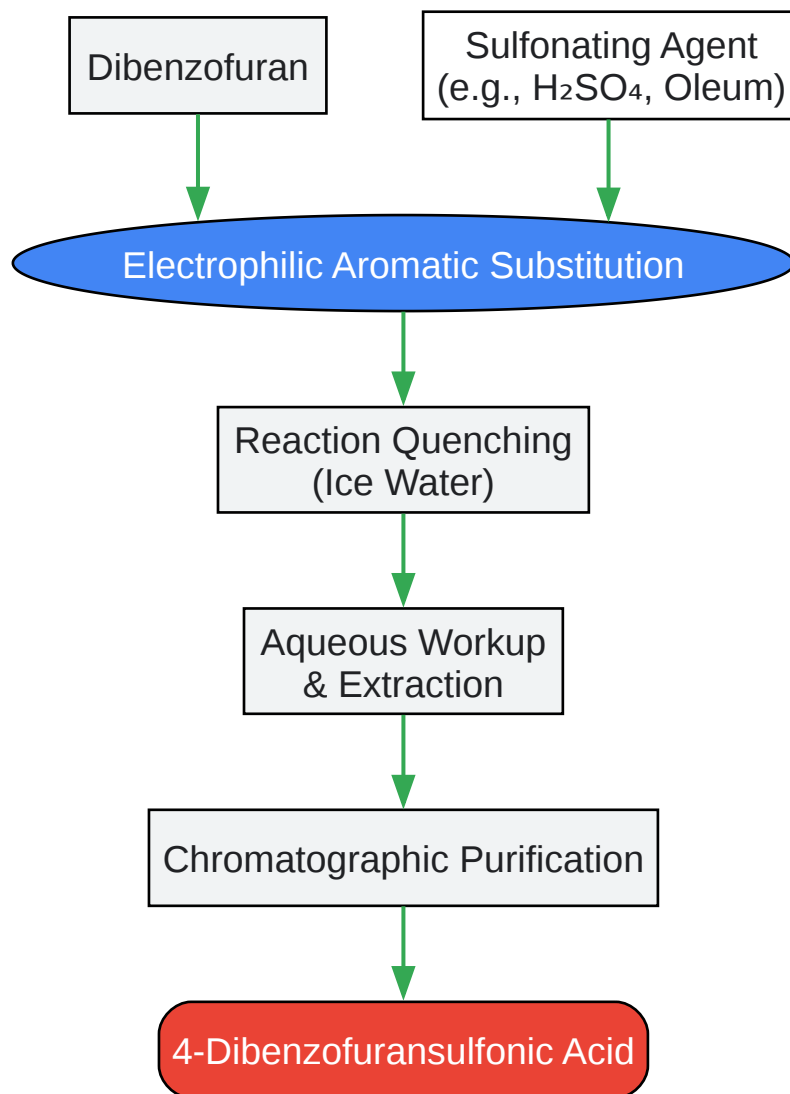 Dibenzofuran
Sulfonating Agent
(e.g., H₂SO₄, Oleum)
Electrophilic Aromatic Substitution
Reaction Quenching
(Ice Water)
Aqueous Workup
& Extraction
Chromatographic Purification
4-Dibenzofuransulfonic Acid